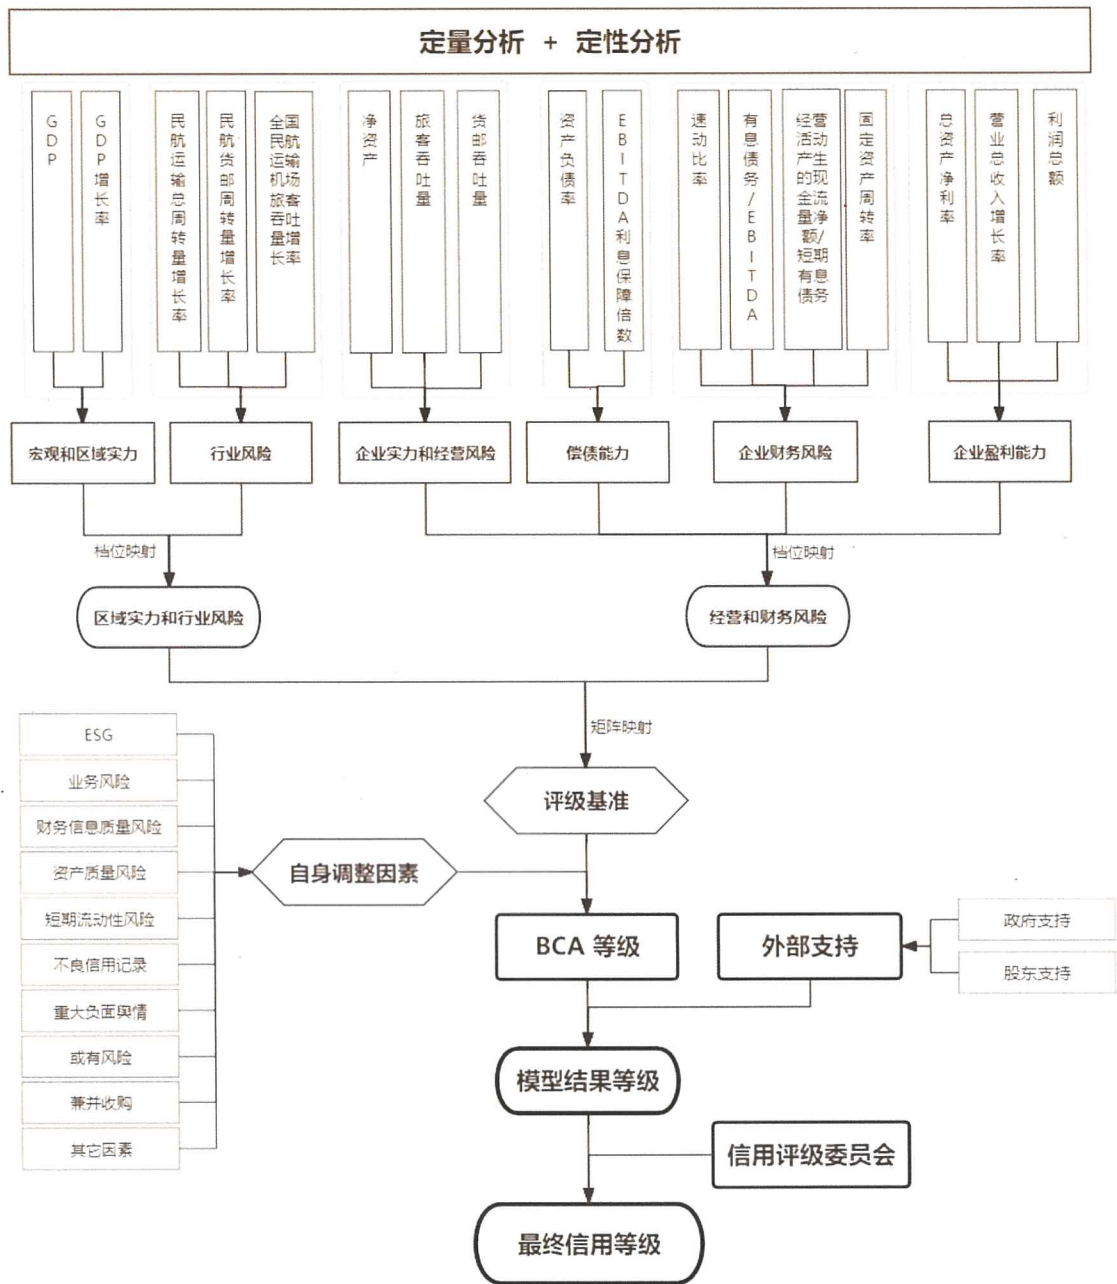 定量分析 + 定性分析
GDP
GDP增长率
民航运输总周转量增长率
民航货邮周转量增长率
全国民航运输机场旅客吞吐量增长率
净资产
旅客吞吐量
货邮吞吐量
资产负债率
EBITDA利息保障倍数
速动比率
有息债务/EBITDA
经营活动产生的现金流量净额/短期有息债务
固定资产周转率
总资产净利率
营业总收入增长率
利润总额
宏观和区域实力
行业风险
企业实力和经营风险
偿债能力
企业财务风险
企业盈利能力
档位映射
档位映射
区域实力和行业风险
经营和财务风险
矩阵映射
ESG
业务风险
财务信息质量风险
资产质量风险
短期流动性风险
不良信用记录
重大负面舆情
或有风险
兼并收购
其它因素
评级基准
自身调整因素
BCA 等级
外部支持
政府支持
股东支持
模型结果等级
信用评级委员会
最终信用等级